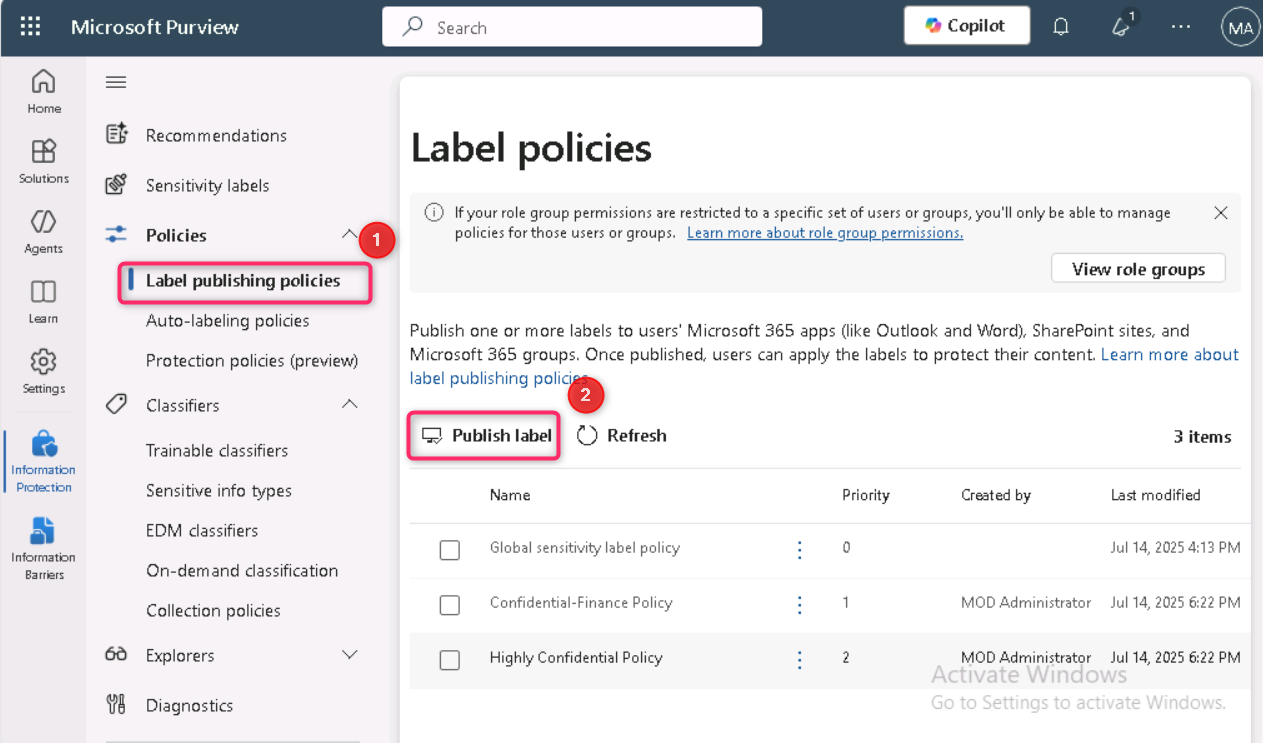 Microsoft Purview
Search
Copilot
1
MA
Home
Solutions
Agents
Learn
Settings
Information
Protection
Information
Barriers
Recommendations
Sensitivity labels
Policies
1
Label publishing policies
Auto-labeling policies
Protection policies (preview)
Classifiers
Trainable classifiers
Sensitive info types
EDM classifiers
On-demand classification
Collection policies
Explorers
Diagnostics
Label policies
If your role group permissions are restricted to a specific set of users or groups, you'll only be able to manage
policies for those users or groups. Learn more about role group permissions.
View role groups
Publish one or more labels to users' Microsoft 365 apps (like Outlook and Word), SharePoint sites, and
Microsoft 365 groups. Once published, users can apply the labels to protect their content. Learn more about
label publishing policies
2
Publish label Refresh 3 items
Name Priority Created by Last modified
Global sensitivity label policy 0 Jul 14, 2025 4:13 PM
Confidential-Finance Policy 1 MOD Administrator Jul 14, 2025 6:22 PM
Highly Confidential Policy 2 MOD Administrator Jul 14, 2025 6:22 PM
Activate Windows
Go to Settings to activate Windows.